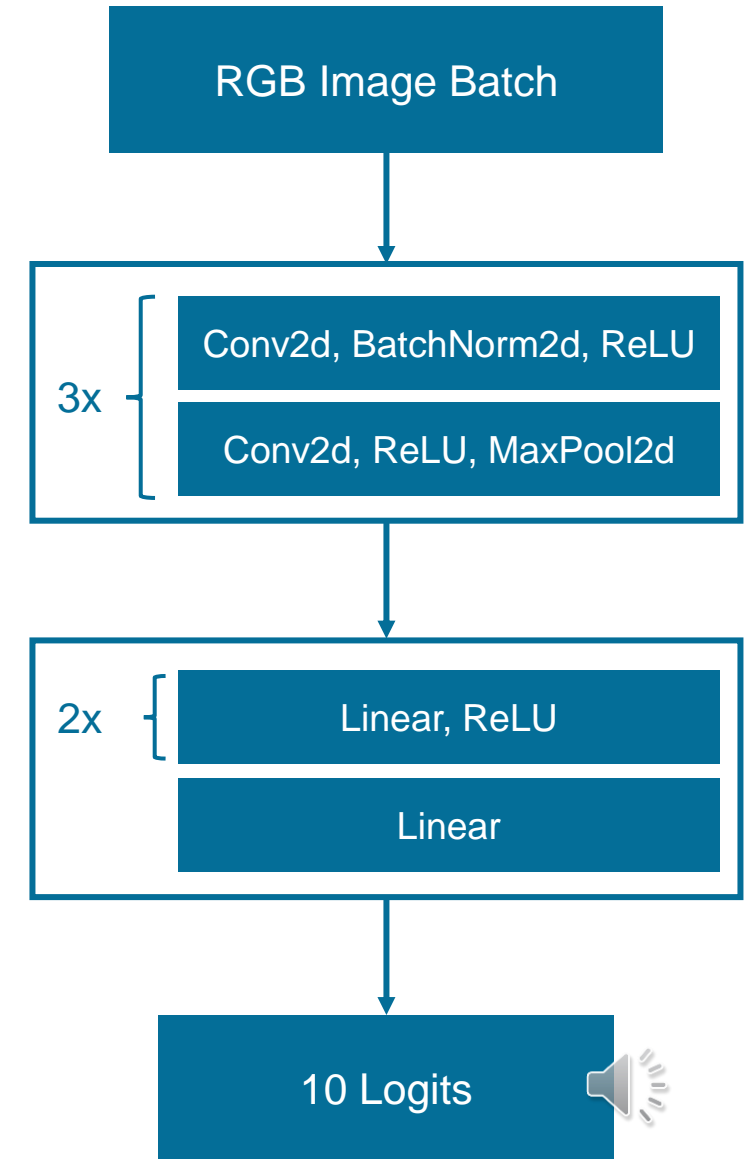 RGB Image Batch
3x
Conv2d, BatchNorm2d, ReLU
Conv2d, ReLU, MaxPool2d
2x
Linear, ReLU
Linear
10 Logits